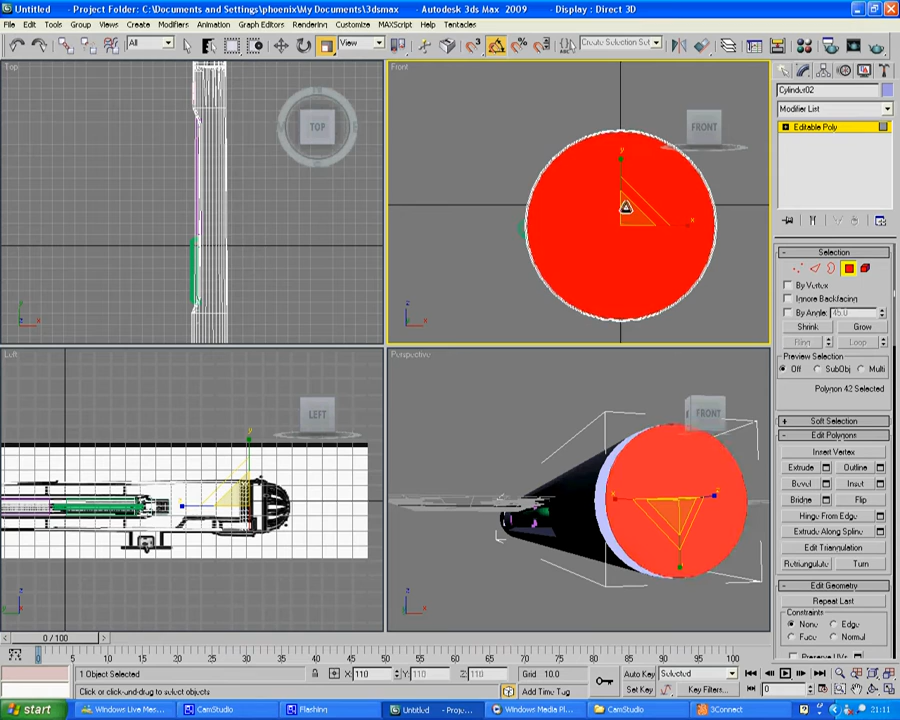 Untitled - Project Folder: C:\Documents and Settings\phoenix\My Documents\3dsmax - Autodesk 3ds Max 2009 - Display : Direct 3D
File Edit Tools Group Views Create Modifiers Animation Graph Editors Rendering Customize MAXScript Help Tentacles
All View Create Selection Set
Top
TOP
Front
FRONT
y
x
z
x
z
x
Left
LEFT
y
z
y
Perspective
FRONT
z
x
Cylinder02
Modifier List
Editable Poly
Selection
By Vertex
Ignore Backfacing
By Angle: 45.0
Shrink Grow
Ring Loop
Preview Selection
Off SubObj Multi
Polygon 42 Selected
Soft Selection
Edit Polygons
Insert Vertex
Extrude Outline
Bevel Inset
Bridge Flip
Hinge From Edge
Extrude Along Spline
Edit Triangulation
Retriangulate Turn
Edit Geometry
Repeat Last
Constraints
None Edge
Face Normal
Preserve UVs
0 / 100
0 5 10 15 20 25 30 35 40 45 50 55 60 65 70 75 80 85 90 95 100
1 Object Selected X: 110 Y: 110 Z: 110 Grid 10.0 Auto Key Selected
Click or click-and-drag to select objects Add Time Tag Set Key Key Filters... 0
start Windows Live Mes... CamStudio Flashing Untitled - Proje... Windows Media Pl... CamStudio 3Connect 21:11